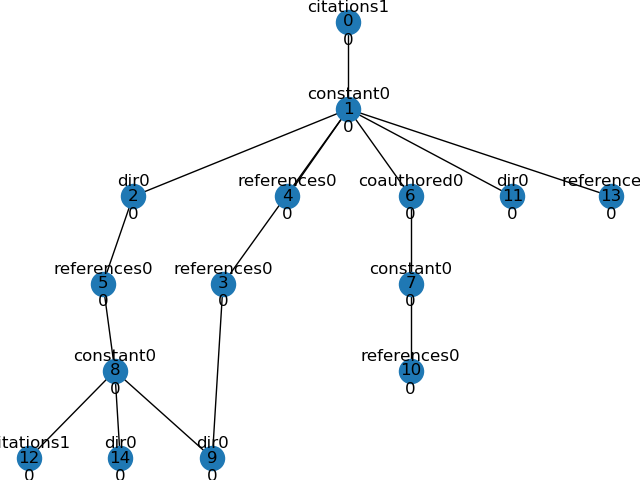 citations1
0
0
constant0
1
0
dir0 references0 coauthored0 dir0 reference
2 4 6 11 13
0 0 0 0 0
references0 references0 constant0
5 3 7
0 0 0
constant0 references0
8 10
0 0
itations1 dir0 dir0
12 14 9
0 0 0